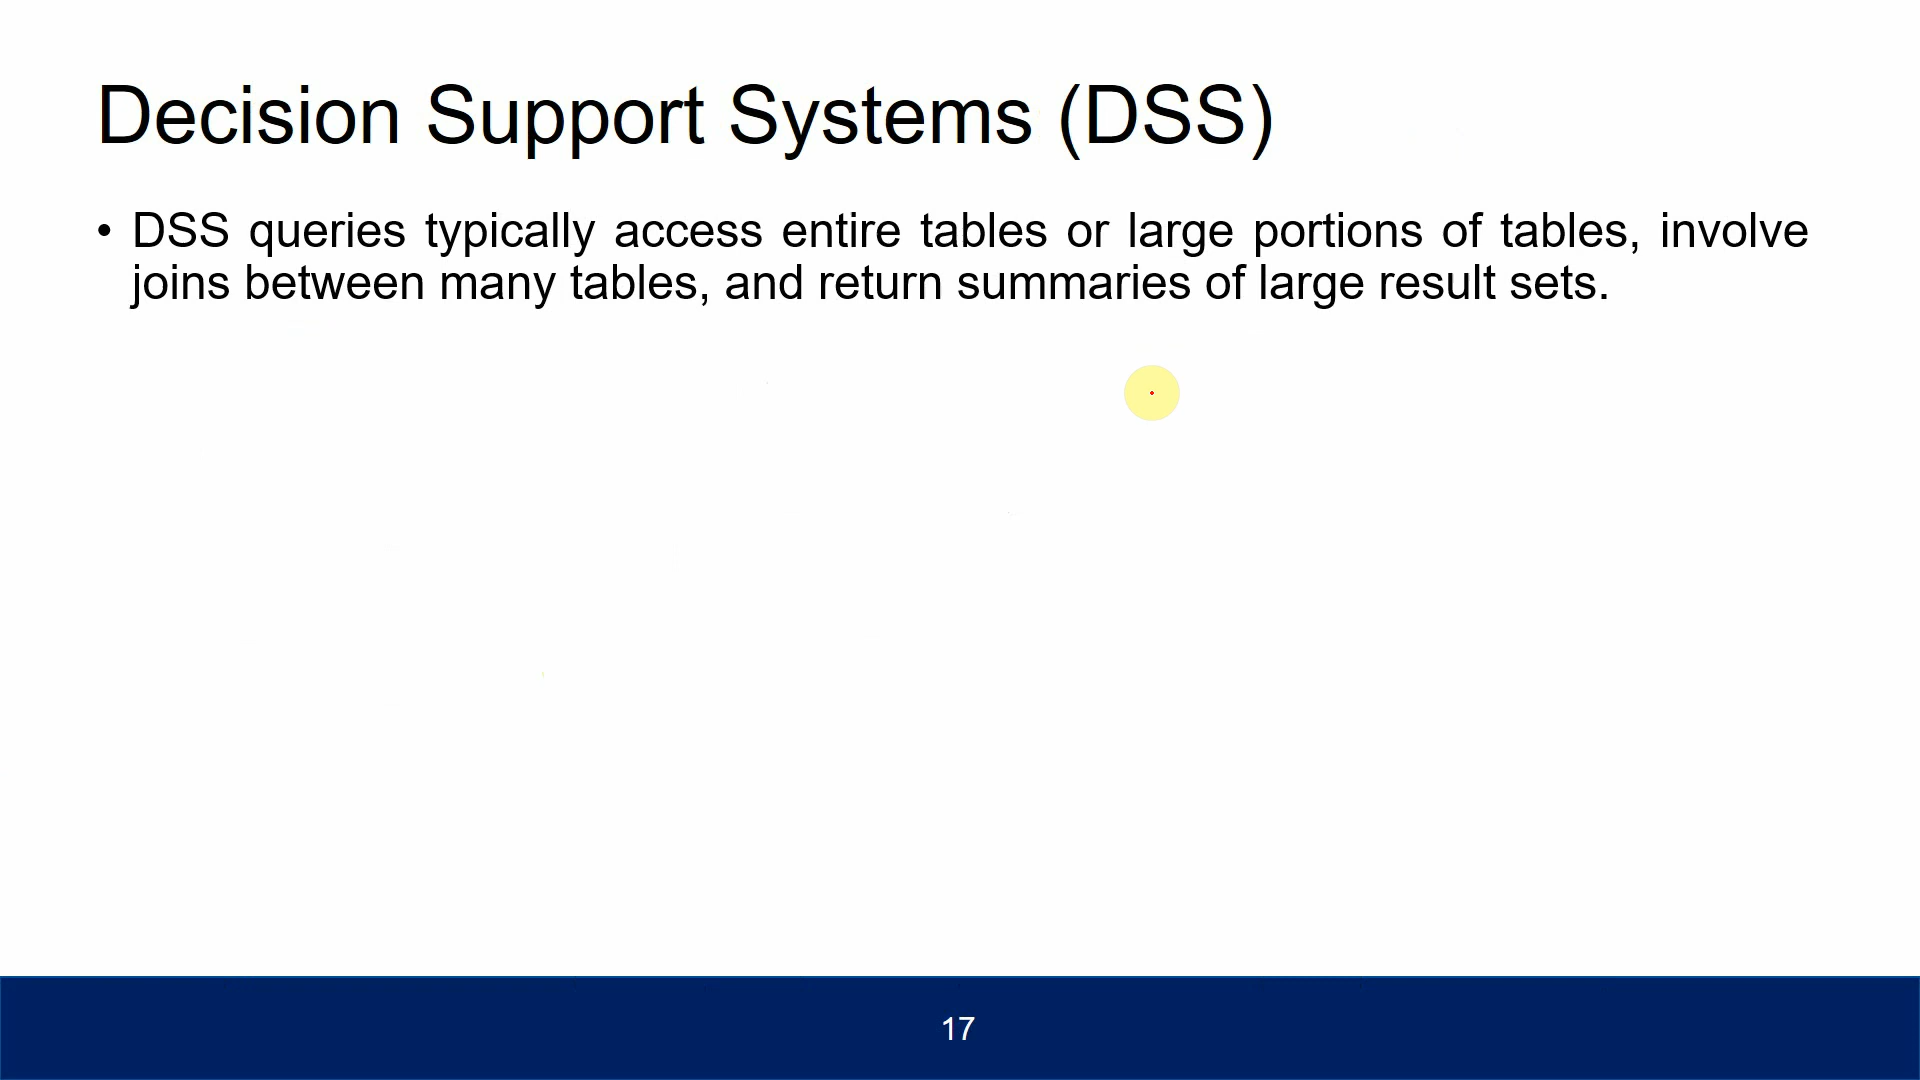 Decision Support Systems (DSS)
• DSS queries typically access entire tables or large portions of tables, involve
joins between many tables, and return summaries of large result sets.
17